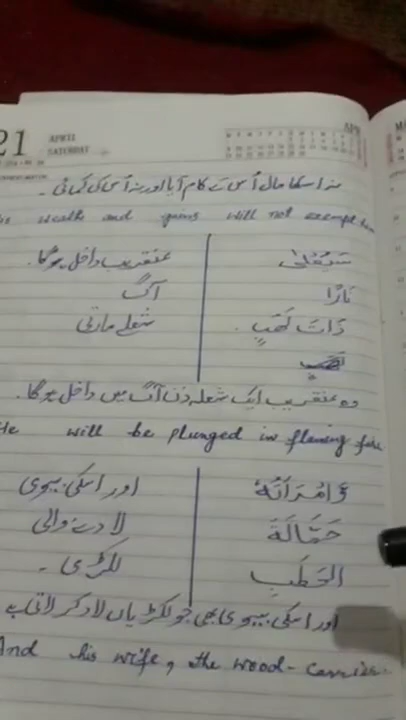 21 APRIL
SATURDAY
نہ اسکا مال اُس کے کام آیا اور نہ اُس کی کمائی ۔
wealth and gains will not exempt
سَيَصْلٰى عنقریب داخل ہوگا۔
نَارًا آگ
ذَاتَ لَهَبٍ شعلے مارتی
وہ عنقریب ایک شعلہ زن آگ میں داخل ہوگا۔
He will be plunged in flaming fire
وَامْرَاَتُهٗ اور اسکی بیوی
حَمَّالَةَ لادنے والی
الحَطَبِ لکڑی ۔
اور اسکی بیوی بھی جو لکڑیاں لاد کر لاتی ہے
And his wife, the wood-carrier.